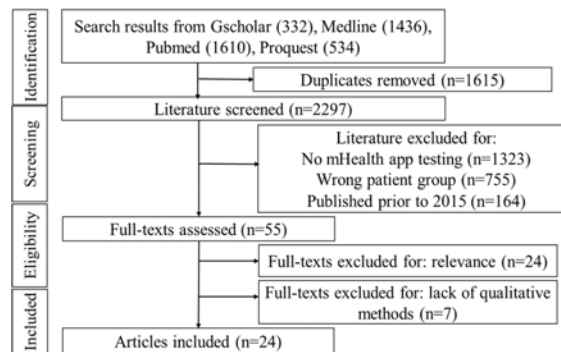 Identification
Search results from Gscholar (332), Medline (1436),
Pubmed (1610), Proquest (534)
Duplicates removed (n=1615)
Screening
Literature screened (n=2297)
Literature excluded for:
No mHealth app testing (n=1323)
Wrong patient group (n=755)
Published prior to 2015 (n=164)
Eligibility
Full-texts assessed (n=55)
Full-texts excluded for: relevance (n=24)
Included
Full-texts excluded for: lack of qualitative
methods (n=7)
Articles included (n=24)